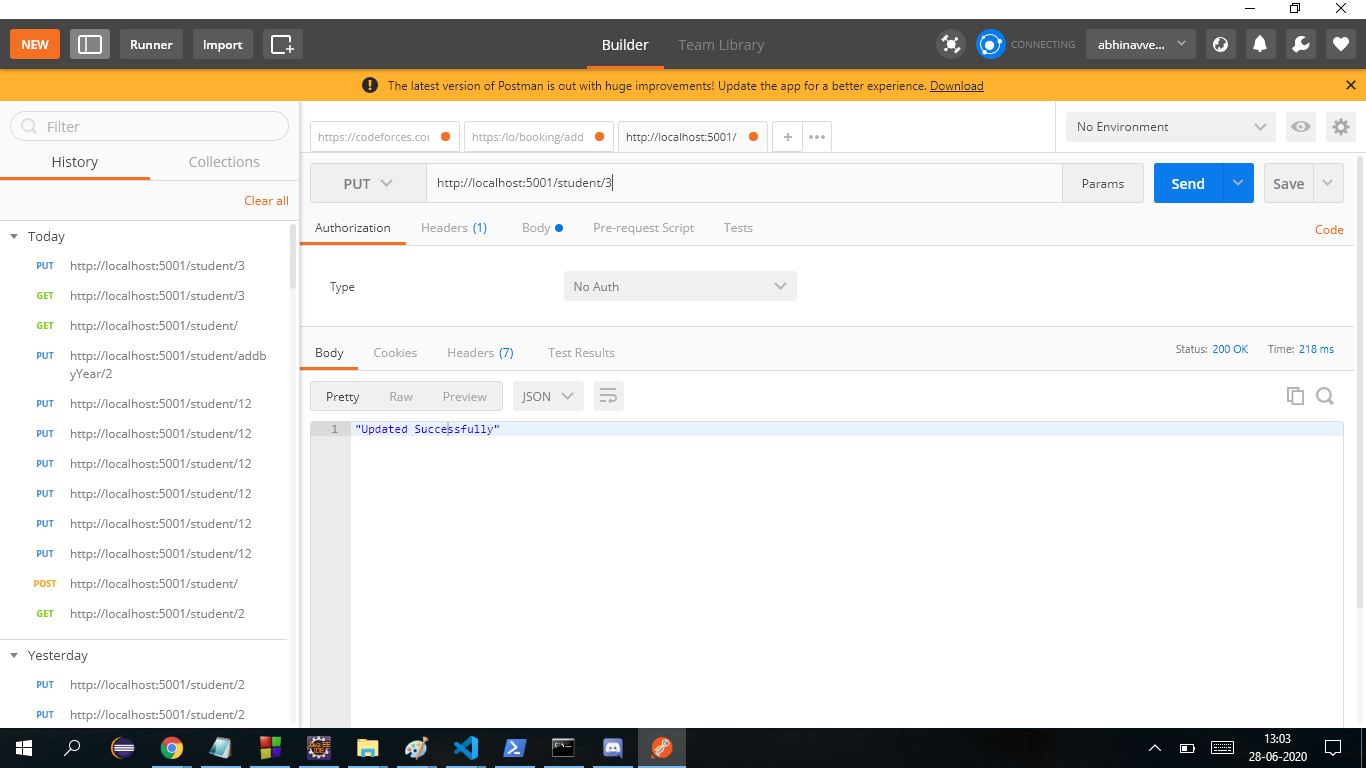 NEW
Runner
Import
Builder
Team Library
CONNECTING
abhinavve...
The latest version of Postman is out with huge improvements! Update the app for a better experience. Download
Filter
History
Collections
Clear all
Today
PUT http://localhost:5001/student/3
GET http://localhost:5001/student/3
GET http://localhost:5001/student/
PUT http://localhost:5001/student/addb
yYear/2
PUT http://localhost:5001/student/12
PUT http://localhost:5001/student/12
PUT http://localhost:5001/student/12
PUT http://localhost:5001/student/12
PUT http://localhost:5001/student/12
PUT http://localhost:5001/student/12
POST http://localhost:5001/student/
GET http://localhost:5001/student/2
Yesterday
PUT http://localhost:5001/student/2
PUT http://localhost:5001/student/2
https://codeforces.co
https:/lo/booking/add
http://localhost:5001/
No Environment
PUT
http://localhost:5001/student/3
Params
Send
Save
Authorization
Headers (1)
Body
Pre-request Script
Tests
Code
Type
No Auth
Body
Cookies
Headers (7)
Test Results
Status: 200 OK
Time: 218 ms
Pretty
Raw
Preview
JSON
1 "Updated Successfully"
13:03
28-06-2020